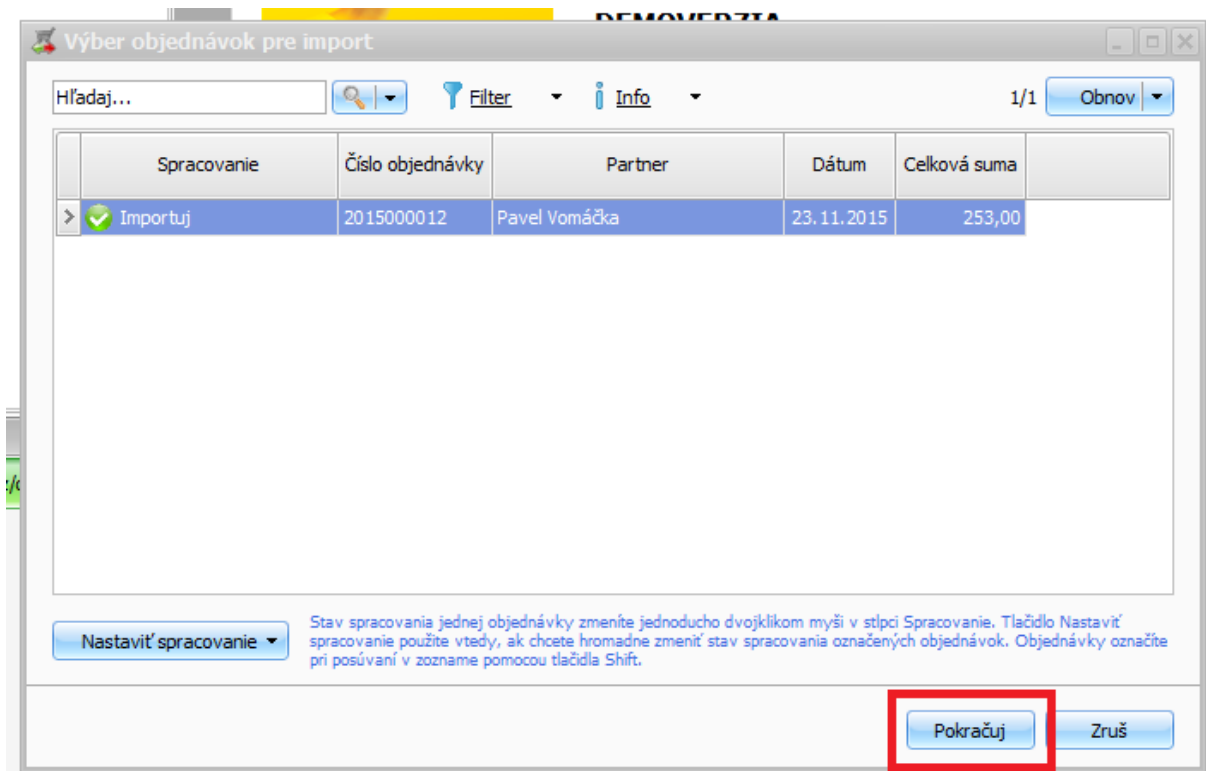 DEMOVERZIA
Výber objednávok pre import
Hľadaj...
Filter
Info
1/1
Obnov
Spracovanie
Číslo objednávky
Partner
Dátum
Celková suma
Importuj
2015000012
Pavel Vomáčka
23.11.2015
253,00
Nastaviť spracovanie
Stav spracovania jednej objednávky zmeníte jednoducho dvojklikom myši v stĺpci Spracovanie. Tlačidlo Nastaviť
spracovanie použite vtedy, ak chcete hromadne zmeniť stav spracovania označených objednávok. Objednávky označíte
pri posúvaní v zozname pomocou tlačidla Shift.
Pokračuj
Zruš